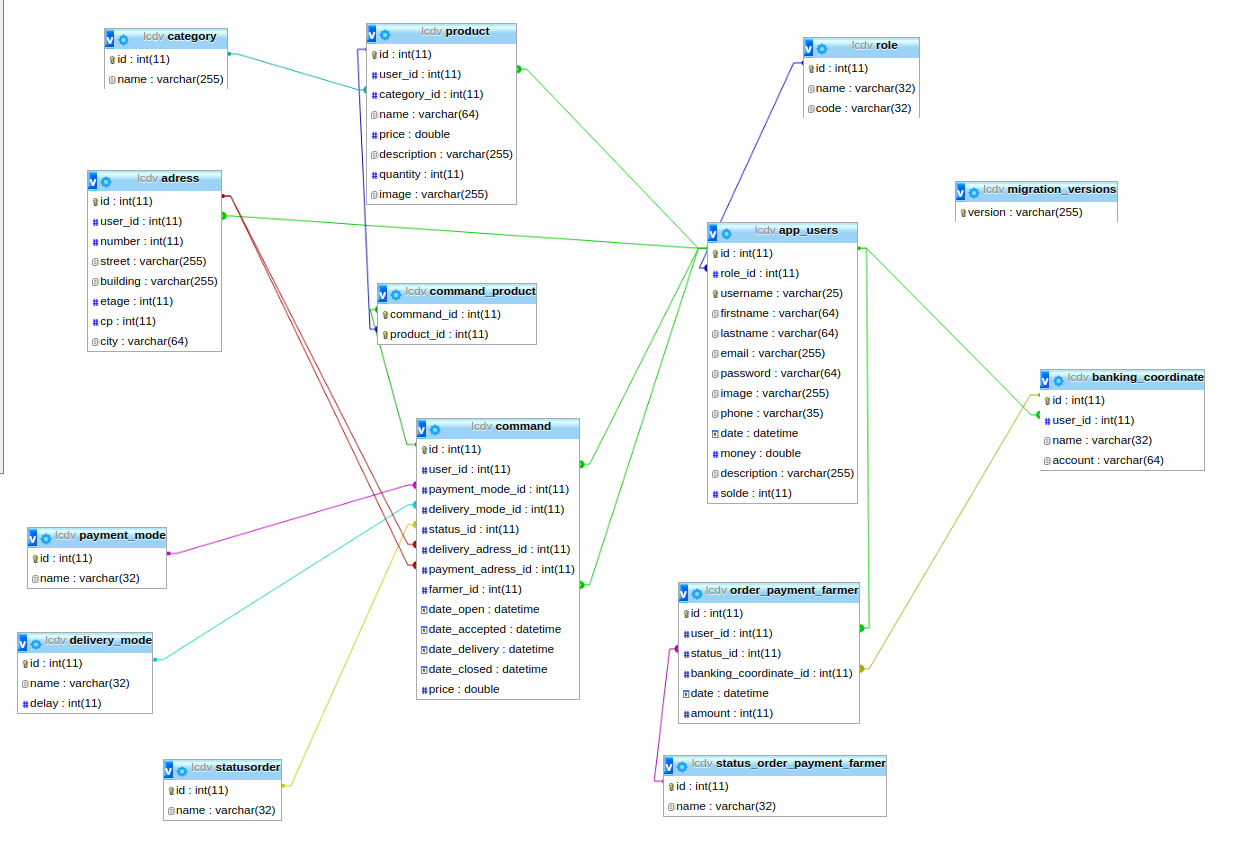 v lcdv category
id : int(11)
name : varchar(255)
v lcdv product
id : int(11)
# user_id : int(11)
# category_id : int(11)
name : varchar(64)
# price : double
description : varchar(255)
# quantity : int(11)
image : varchar(255)
v lcdv role
id : int(11)
name : varchar(32)
code : varchar(32)
v lcdv adress
id : int(11)
# user_id : int(11)
# number : int(11)
street : varchar(255)
building : varchar(255)
# etage : int(11)
# cp : int(11)
city : varchar(64)
v lcdv migration_versions
version : varchar(255)
v lcdv app_users
id : int(11)
# role_id : int(11)
username : varchar(25)
firstname : varchar(64)
lastname : varchar(64)
email : varchar(255)
password : varchar(64)
image : varchar(255)
phone : varchar(35)
date : datetime
# money : double
description : varchar(255)
# solde : int(11)
v lcdv command_product
command_id : int(11)
product_id : int(11)
v lcdv banking_coordinate
id : int(11)
# user_id : int(11)
name : varchar(32)
account : varchar(64)
v lcdv command
id : int(11)
# user_id : int(11)
# payment_mode_id : int(11)
# delivery_mode_id : int(11)
# status_id : int(11)
# delivery_adress_id : int(11)
# payment_adress_id : int(11)
# farmer_id : int(11)
date_open : datetime
date_accepted : datetime
date_delivery : datetime
date_closed : datetime
# price : double
v lcdv payment_mode
id : int(11)
name : varchar(32)
v lcdv delivery_mode
id : int(11)
name : varchar(32)
# delay : int(11)
v lcdv order_payment_farmer
id : int(11)
# user_id : int(11)
# status_id : int(11)
# banking_coordinate_id : int(11)
date : datetime
# amount : int(11)
v lcdv statusorder
id : int(11)
name : varchar(32)
v lcdv status_order_payment_farmer
id : int(11)
name : varchar(32)